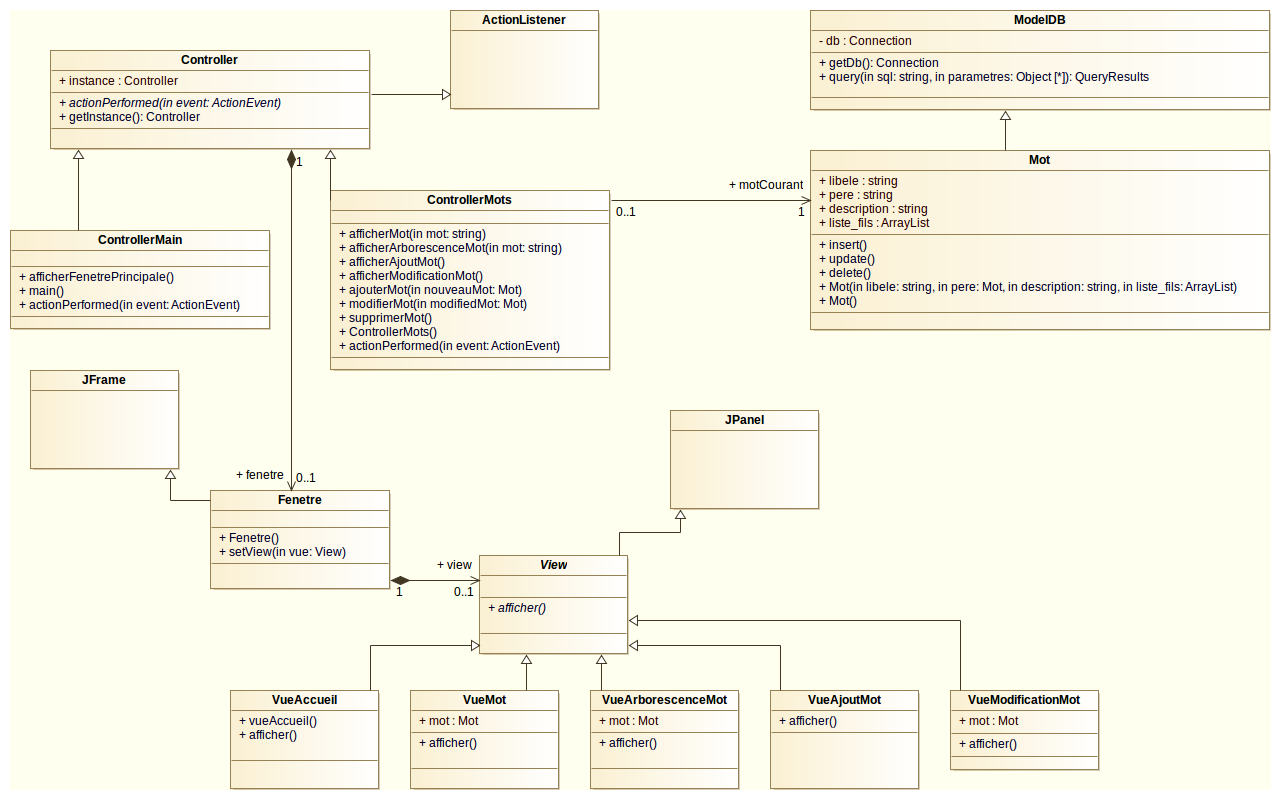 ActionListener
ModelDB
- db : Connection
+ getDb(): Connection
+ query(in sql: string, in parametres: Object [*]): QueryResults
Controller
+ instance : Controller
+ actionPerformed(in event: ActionEvent)
+ getInstance(): Controller
1
Mot
+ libele : string
+ pere : string
+ description : string
+ liste_fils : ArrayList
+ insert()
+ update()
+ delete()
+ Mot(in libele: string, in pere: Mot, in description: string, in liste_fils: ArrayList)
+ Mot()
+ motCourant
0..1
1
ControllerMots
+ afficherMot(in mot: string)
+ afficherArborescenceMot(in mot: string)
+ afficherAjoutMot()
+ afficherModificationMot()
+ ajouterMot(in nouveauMot: Mot)
+ modifierMot(in modifiedMot: Mot)
+ supprimerMot()
+ ControllerMots()
+ actionPerformed(in event: ActionEvent)
ControllerMain
+ afficherFenetrePrincipale()
+ main()
+ actionPerformed(in event: ActionEvent)
JFrame
JPanel
+ fenetre
0..1
Fenetre
+ Fenetre()
+ setView(in vue: View)
+ view
1
0..1
View
+ afficher()
VueAccueil
+ vueAccueil()
+ afficher()
VueMot
+ mot : Mot
+ afficher()
VueArborescenceMot
+ mot : Mot
+ afficher()
VueAjoutMot
+ afficher()
VueModificationMot
+ mot : Mot
+ afficher()